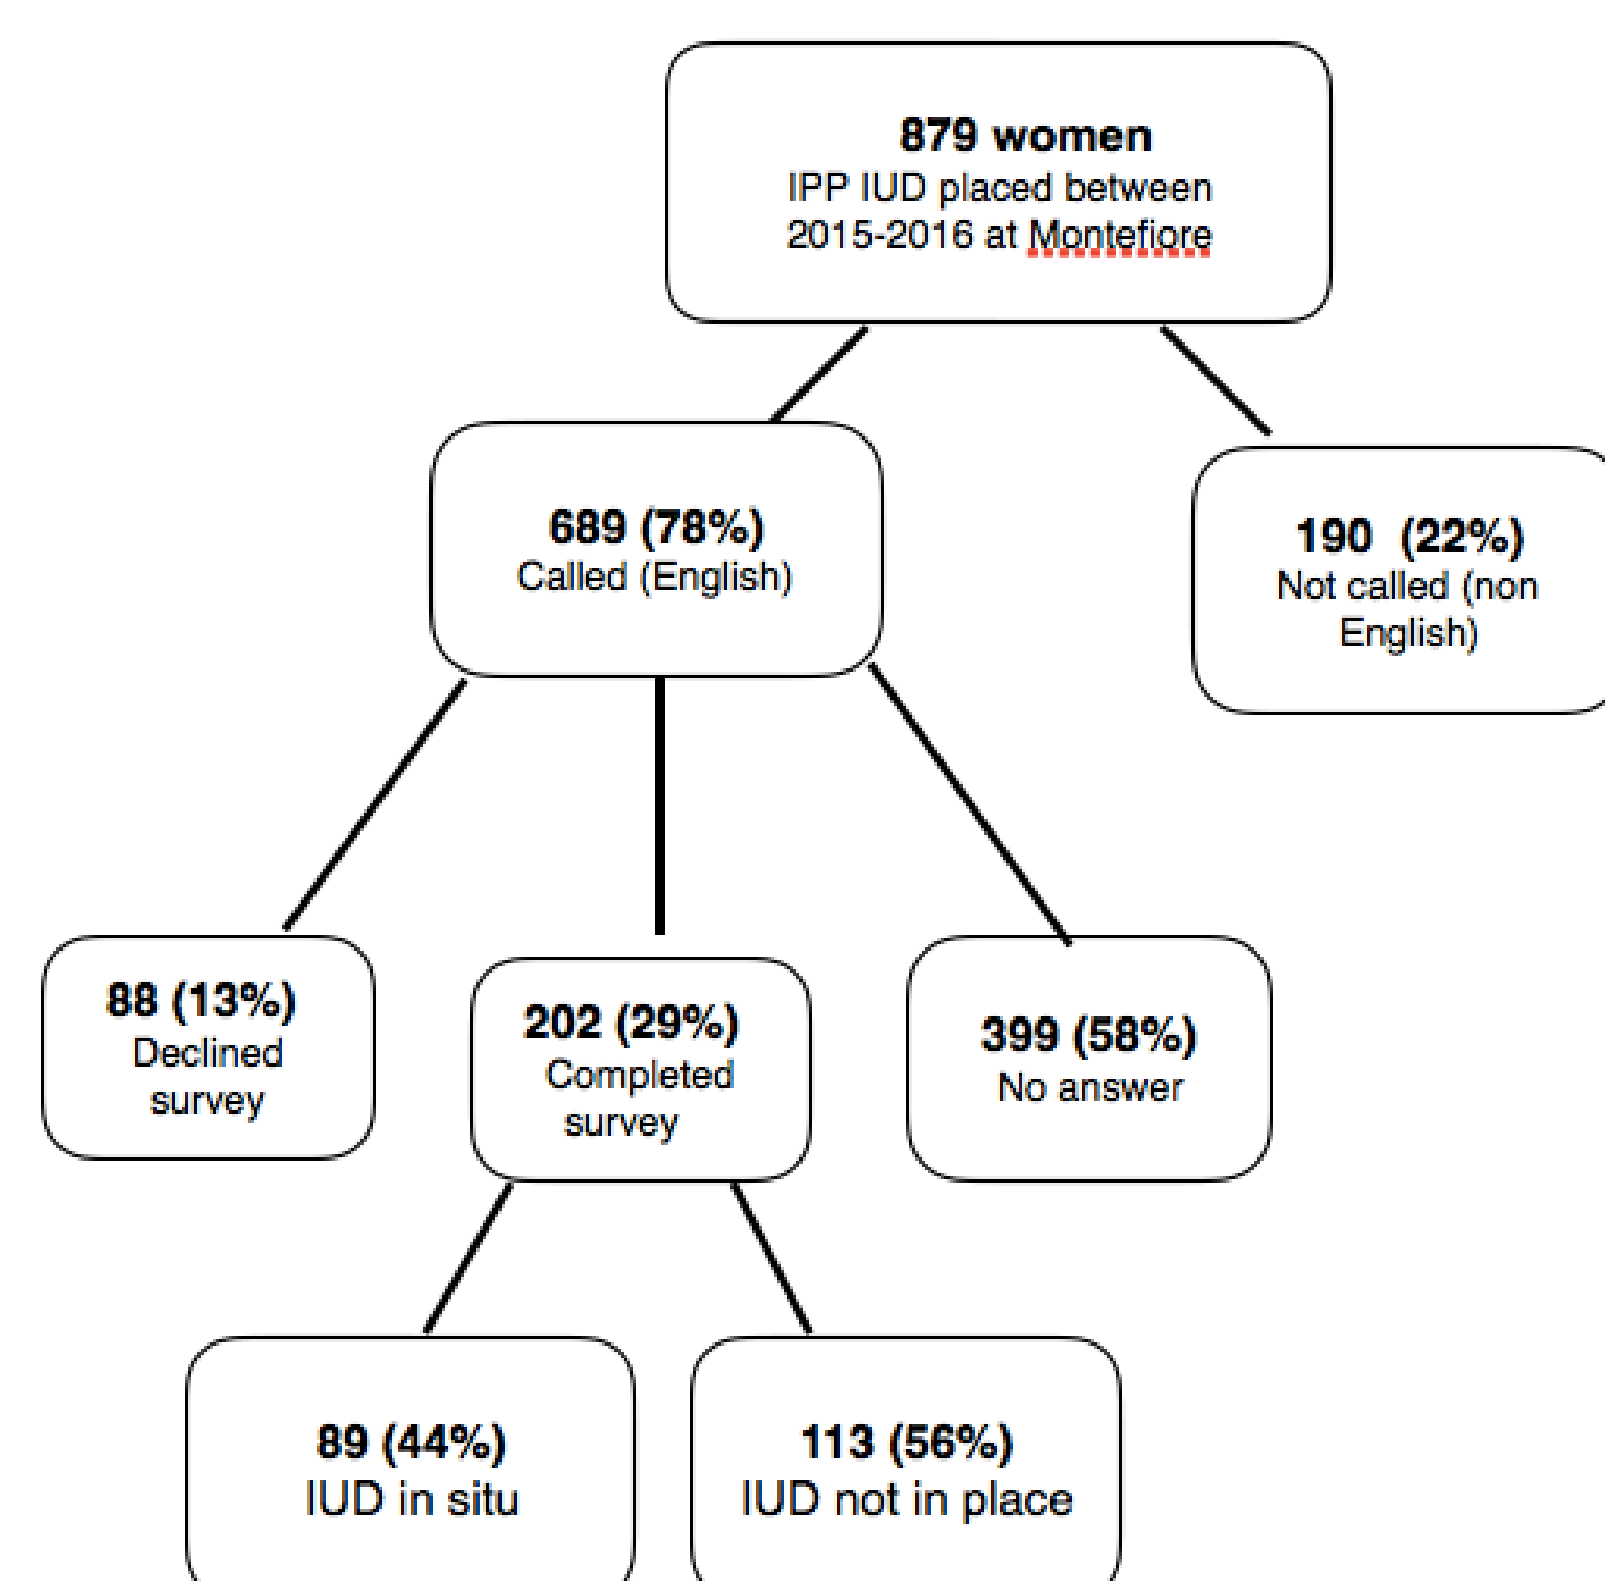 879 women
IPP IUD placed between
2015-2016 at Montefiore
689 (78%)
Called (English)
190  (22%)
Not called (non
English)
88 (13%)
Declined
survey
202 (29%)
Completed
survey
399 (58%)
No answer
89 (44%)
IUD in situ
113 (56%)
IUD not in place